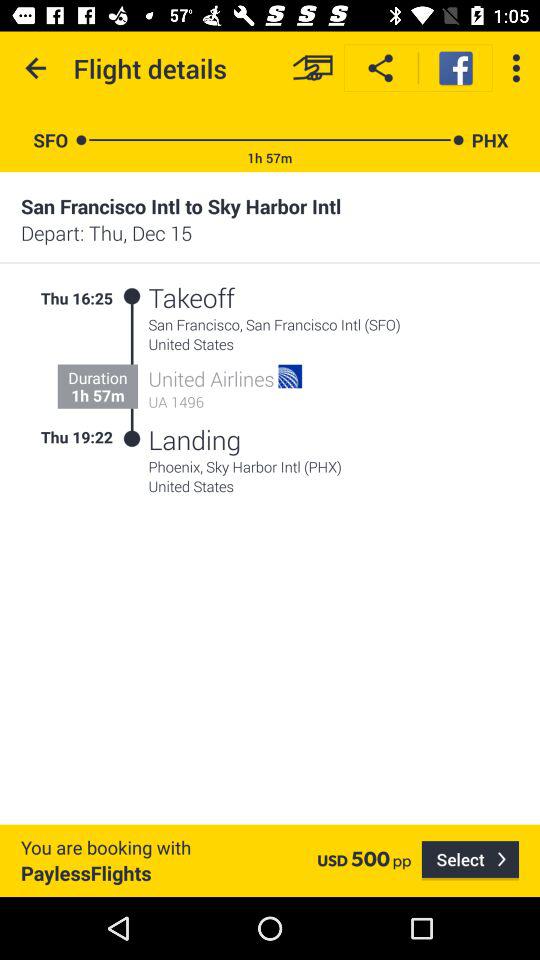 57° 1:05
Flight details
SFO PHX
1h 57m
San Francisco Intl to Sky Harbor Intl
Depart: Thu, Dec 15
Thu 16:25 Takeoff
San Francisco, San Francisco Intl (SFO)
United States
Duration United Airlines
1h 57m UA 1496
Thu 19:22 Landing
Phoenix, Sky Harbor Intl (PHX)
United States
You are booking with
PaylessFlights
USD 500 pp Select